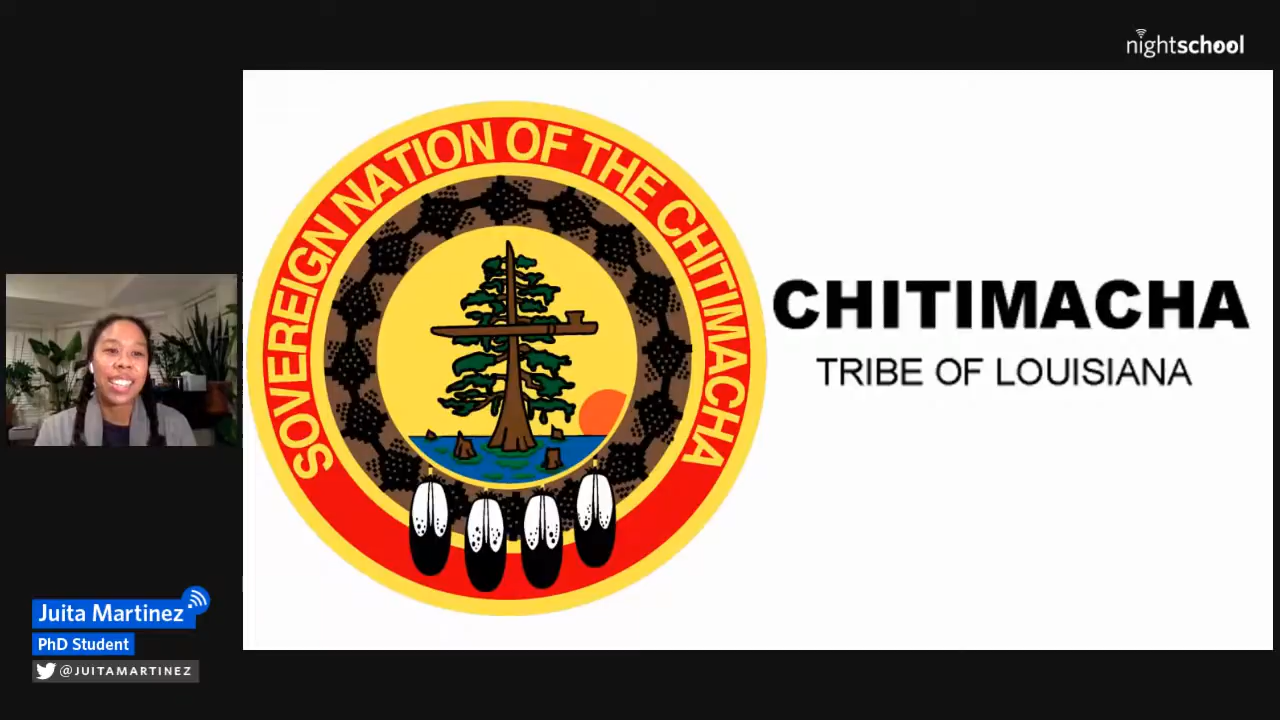 nightschool
SOVEREIGN NATION OF THE CHITIMACHA
CHITIMACHA
TRIBE OF LOUISIANA
Juita Martinez
PhD Student
@JUITAMARTINEZ